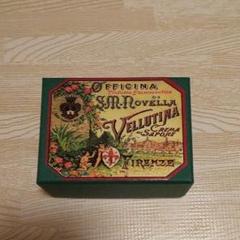 OFFICINA
S.M. NOVELLA
VELLUTINA
CREMA
SAPONE
FIRENZE